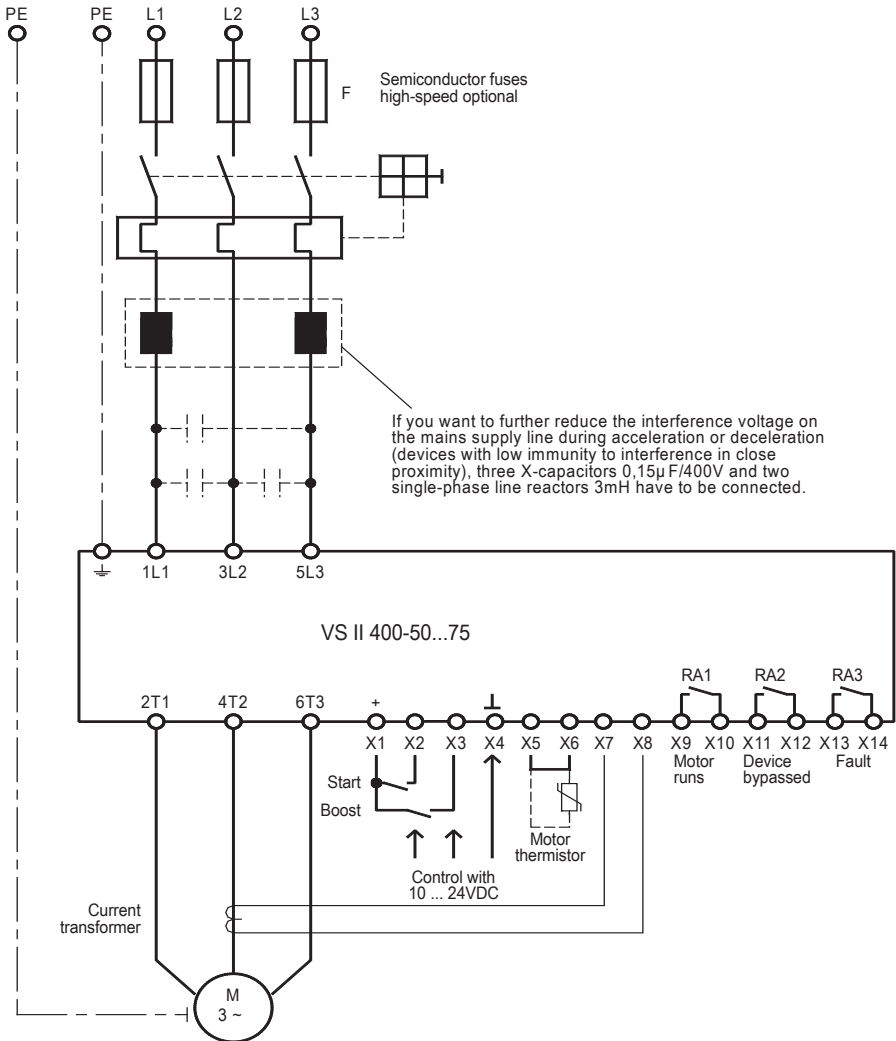 PE PE L1 L2 L3
F
Semiconductor fuses
high-speed optional
If you want to further reduce the interference voltage on
the mains supply line during acceleration or deceleration
(devices with low immunity to interference in close
proximity), three X-capacitors 0,15µF/400V and two
single-phase line reactors 3mH have to be connected.
1L1 3L2 5L3
VS II 400-50...75
RA1 RA2 RA3
2T1 4T2 6T3 +
X1 X2 X3 X4 X5 X6 X7 X8 X9 X10 X11 X12 X13 X14
Motor
runs
Device
bypassed
Fault
Start
Boost
Motor
thermistor
Control with
10 ... 24VDC
Current
transformer
M
3 ~